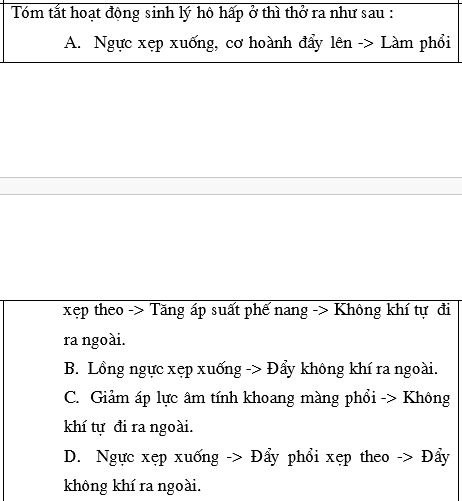 Tóm tắt hoạt động sinh lý hô hấp ở thì thở ra như sau :
A. Ngực xẹp xuống, cơ hoành đẩy lên -> Làm phổi
xẹp theo -> Tăng áp suất phế nang -> Không khí tự đi
ra ngoài.
B. Lồng ngực xẹp xuống -> Đẩy không khí ra ngoài.
C. Giảm áp lực âm tính khoang màng phổi -> Không
khí tự đi ra ngoài.
D. Ngực xẹp xuống -> Đẩy phổi xẹp theo -> Đẩy
không khí ra ngoài.